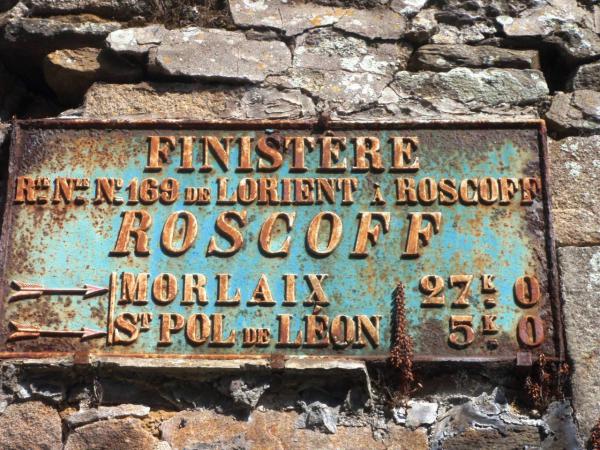 FINISTÈRE
RTE NLE No 169 DE LORIENT À ROSCOFF
ROSCOFF
MORLAIX 27K 0
ST POL DE LÉON 5K 0